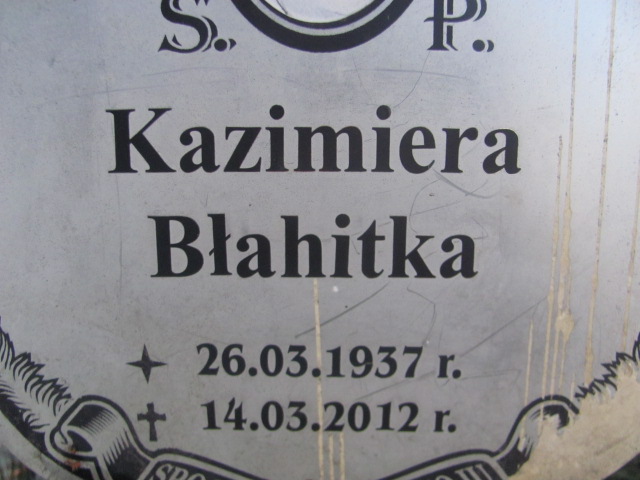 Ś. P.
Kazimiera
Błahitka
26.03.1937 r.
14.03.2012 r.